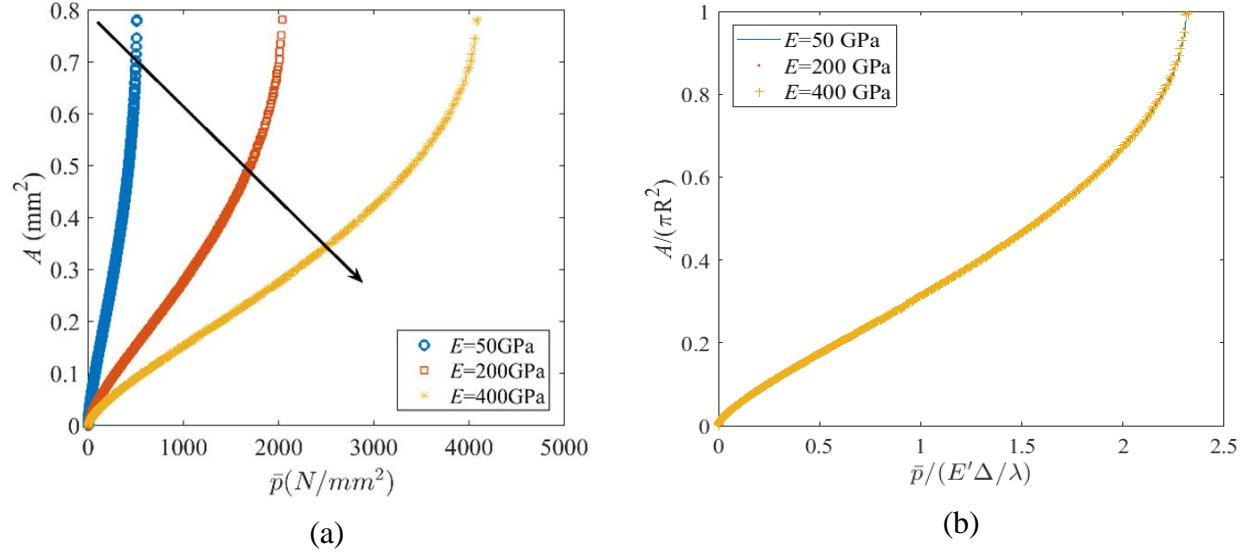 0.8
0.7
0.6
0.5
0.4
0.3
0.2
0.1
0
A (mm²)
E=50GPa
E=200GPa
E=400GPa
0 1000 2000 3000 4000 5000
p̄(N/mm²)
(a)
1
0.8
0.6
0.4
0.2
0
A/(πR²)
E=50 GPa
E=200 GPa
E=400 GPa
0 0.5 1 1.5 2 2.5
p̄/(E′Δ/λ)
(b)